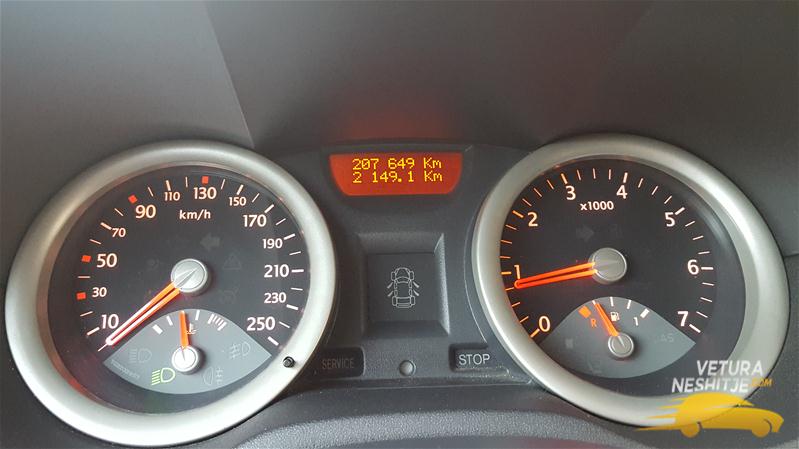 207 649 Km
2 149.1 Km
10
30
50
70
90
110
130
150
170
190
210
230
250
km/h
0
1
2
3
4
5
6
7
x1000
R
1
SERVICE
STOP
VETURA
NESHITJE.COM